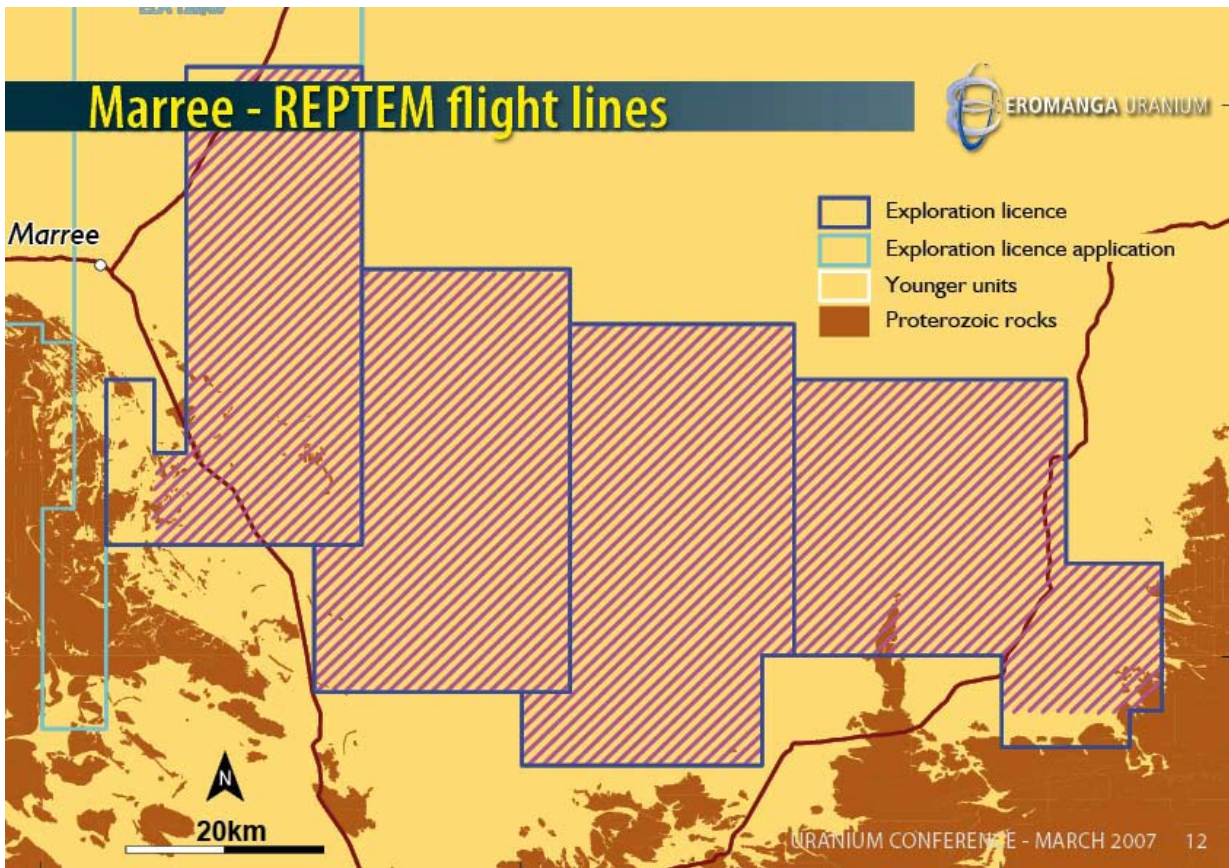 Marree - REPTEM flight lines
EROMANGA URANIUM
Marree
Exploration licence
Exploration licence application
Younger units
Proterozoic rocks
N
20km
URANIUM CONFERENCE - MARCH 2007 12